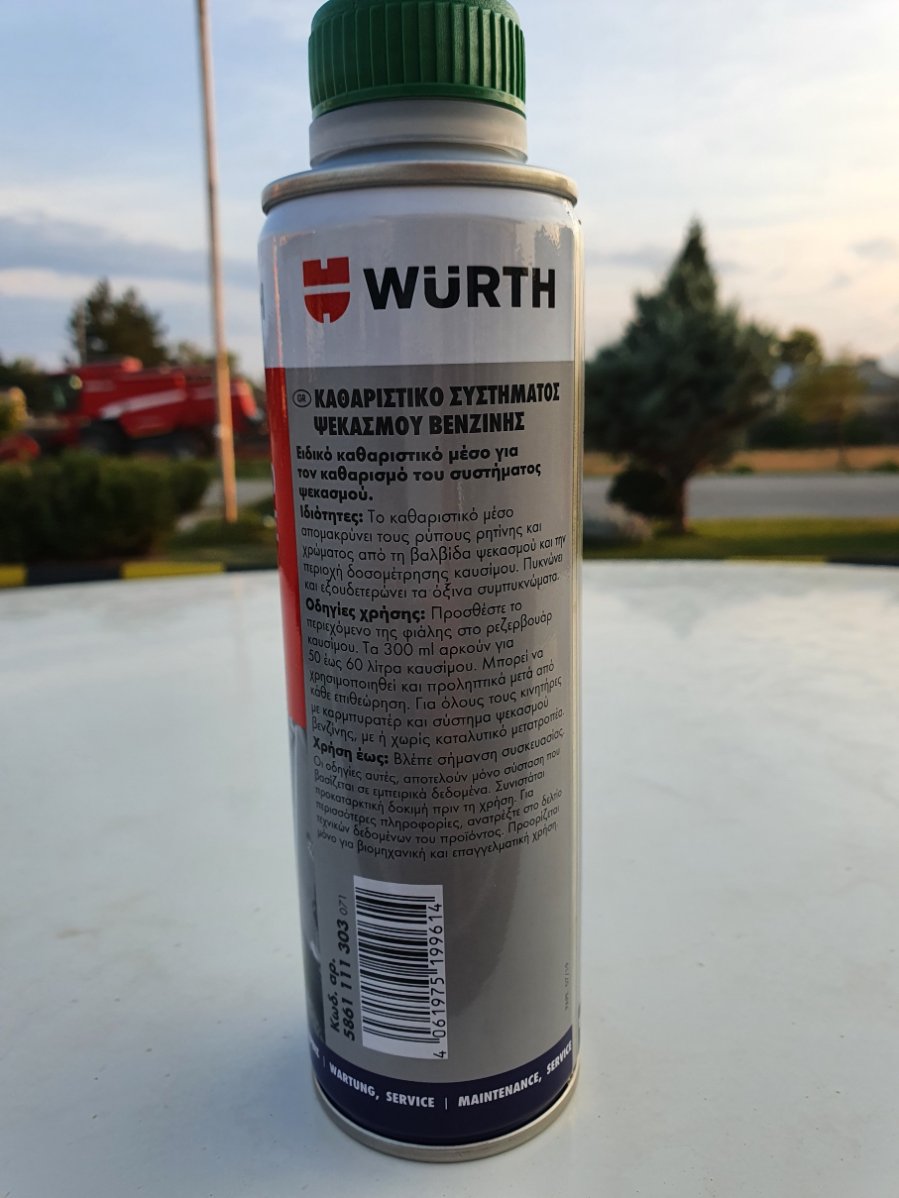 WÜRTH
GR ΚΑΘΑΡΙΣΤΙΚΟ ΣΥΣΤΗΜΑΤΟΣ
ΨΕΚΑΣΜΟΥ ΒΕΝΖΙΝΗΣ
Ειδικό καθαριστικό μέσο για
τον καθαρισμό του συστήματος
ψεκασμού.
Ιδιότητες: Το καθαριστικό μέσο
απομακρύνει τους ρύπους ρητίνης και
χρώματος από τη βαλβίδα ψεκασμού και την
περιοχή δοσομέτρησης καυσίμου. Πυκνώνει
και εξουδετερώνει τα όξινα συμπυκνώματα.
Οδηγίες χρήσης: Προσθέστε το
περιεχόμενο της φιάλης στο ρεζερβουάρ
καυσίμου. Τα 300 ml αρκούν για
50 έως 60 λίτρα καυσίμου. Μπορεί να
χρησιμοποιηθεί και προληπτικά μετά από
κάθε επιθεώρηση. Για όλους τους κινητήρες
με καρμπυρατέρ και σύστημα ψεκασμού
βενζίνης, με ή χωρίς καταλυτικό μετατροπέα.
Χρήση έως: Βλέπε σήμανση συσκευασίας.
Οι οδηγίες αυτές, αποτελούν μόνο σύσταση που
βασίζεται σε εμπειρικά δεδομένα. Συνιστάται
προκαταρκτική δοκιμή πριν τη χρήση. Για
περισσότερες πληροφορίες, ανατρέξτε στο δελτίο
τεχνικών δεδομένων του προϊόντος. Προορίζεται
μόνο για βιομηχανική και επαγγελματική χρήση.
Κωδ. αρ.
5861 111 303 071
4 061975 199614
WARTUNG, SERVICE | MAINTENANCE, SERVICE